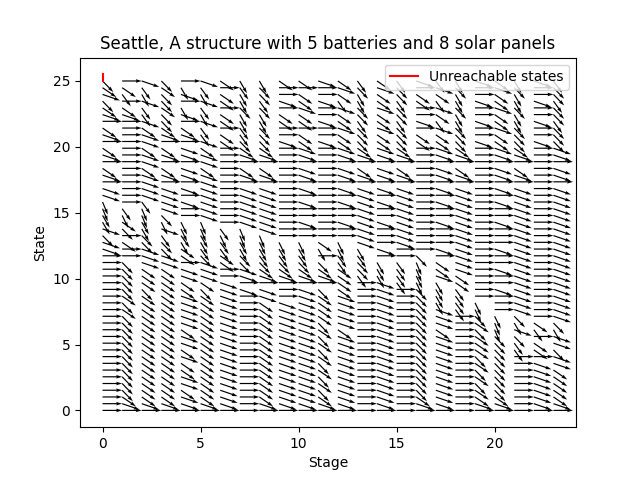 Seattle, A structure with 5 batteries and 8 solar panels
Unreachable states
25
20
15
10
5
0
State
0 5 10 15 20
Stage